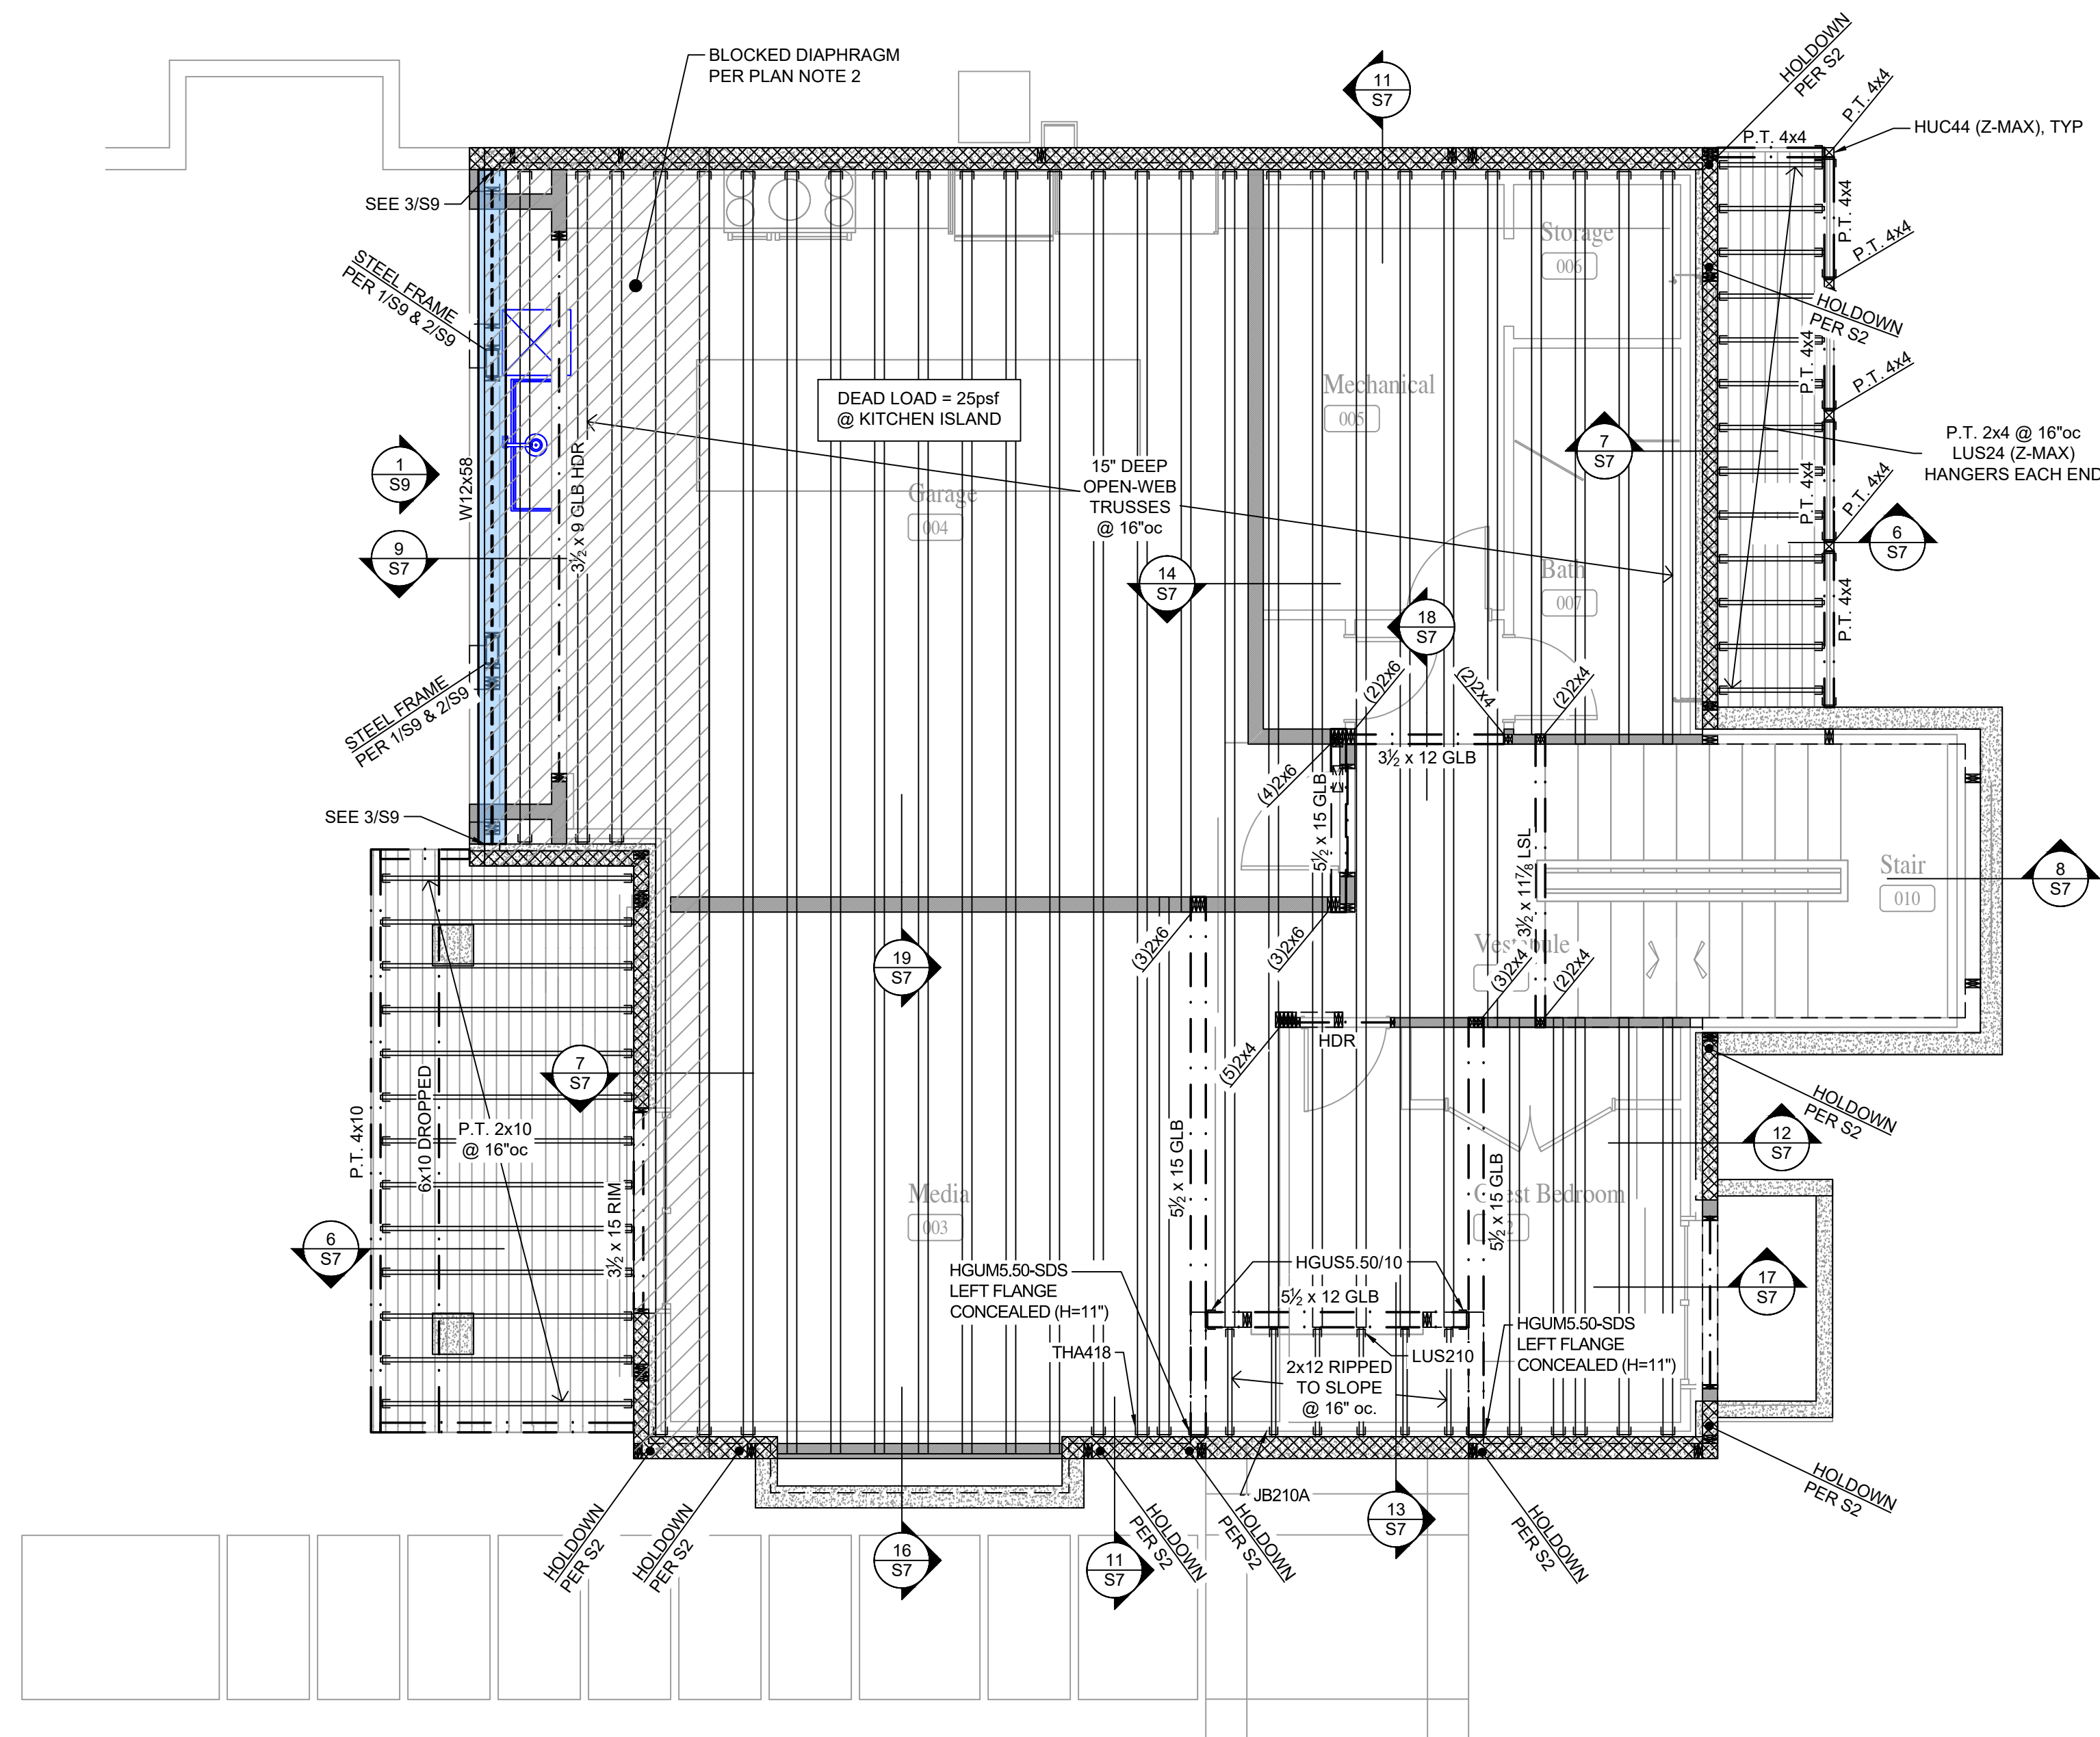 BLOCKED DIAPHRAGM
PER PLAN NOTE 2
11
S7
HOLDOWN
PER S2
P.T. 4x4
P.T. 4x4
HUC44 (Z-MAX), TYP
SEE 3/S9
STEEL FRAME
PER 1/S9 & 2/S9
Storage
006
P.T. 4x4
P.T. 4x4
HOLDOWN
PER S2
P.T. 4x4
P.T. 4x4
DEAD LOAD = 25psf
@ KITCHEN ISLAND
Mechanical
005
7
S7
P.T. 2x4 @ 16"oc
LUS24 (Z-MAX)
HANGERS EACH END
1
S9
W12x58
3½ x 9 GLB HDR
15" DEEP
OPEN-WEB
TRUSSES
@ 16"oc
Garage
004
P.T. 4x4
P.T. 4x4
6
S7
9
S7
14
S7
Bath
007
P.T. 4x4
18
S7
STEEL FRAME
PER 1/S9 & 2/S9
(2)2x6
(2)2x4
(2)2x4
3½ x 12 GLB
(4)2x6
5½ x 15 GLB
SEE 3/S9
3½ x 11⅞ LSL
Stair
010
8
S7
(3)2x6
(3)2x6
(3)2x4
(2)2x4
19
S7
HDR
(5)2x4
7
S7
P.T. 4x10
6x10 DROPPED
P.T. 2x10
@ 16"oc
HOLDOWN
PER S2
12
S7
5½ x 15 GLB
5½ x 15 GLB
Media
003
Bedroom
3½ x 15 RIM
6
S7
HGUM5.50-SDS
LEFT FLANGE
CONCEALED (H=11")
HGUS5.50/10
5½ x 12 GLB
17
S7
HGUM5.50-SDS
LEFT FLANGE
CONCEALED (H=11")
THA418
LUS210
2x12 RIPPED
TO SLOPE
@ 16" oc.
JB210A
HOLDOWN
PER S2
HOLDOWN
PER S2
HOLDOWN
PER S2
16
S7
11
S7
HOLDOWN
PER S2
HOLDOWN
PER S2
13
S7
HOLDOWN
PER S2